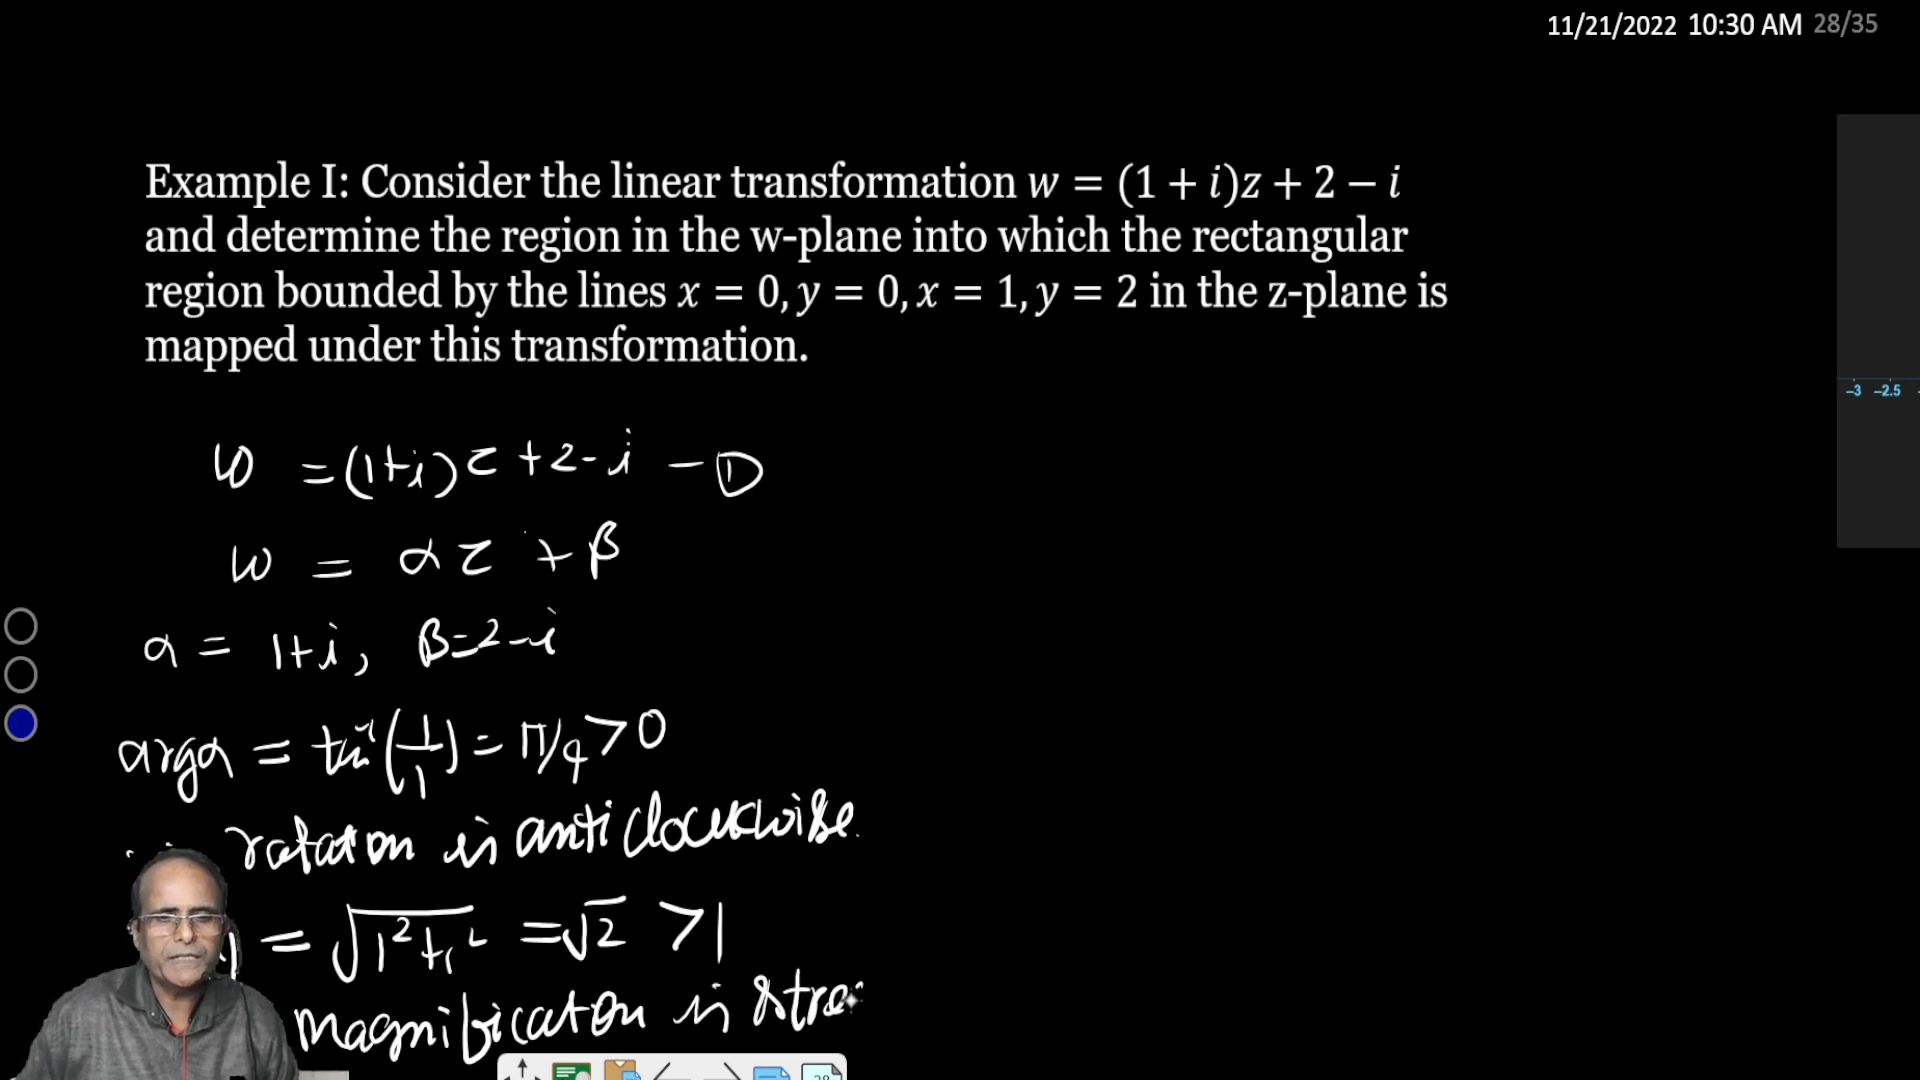 11/21/2022 10:30 AM 28/35
Example I: Consider the linear transformation w = (1 + i)z + 2 − i
and determine the region in the w-plane into which the rectangular
region bounded by the lines x = 0, y = 0, x = 1, y = 2 in the z-plane is
mapped under this transformation.
−3 −2.5
w = (1+i) z + 2 - i — ①
w = α z + β
α = 1+i, β = 2-i
arg α = tan⁻¹(1/1) = π/4 > 0
rotation is anticlockwise.
= √1²+1² = √2 > 1
magnification is stre